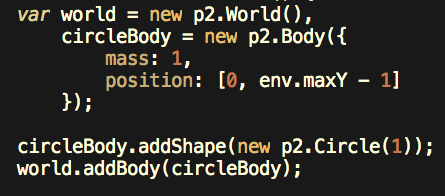 var world = new p2.World(),
    circleBody = new p2.Body({
        mass: 1,
        position: [0, env.maxY - 1]
    });

circleBody.addShape(new p2.Circle(1));
world.addBody(circleBody);